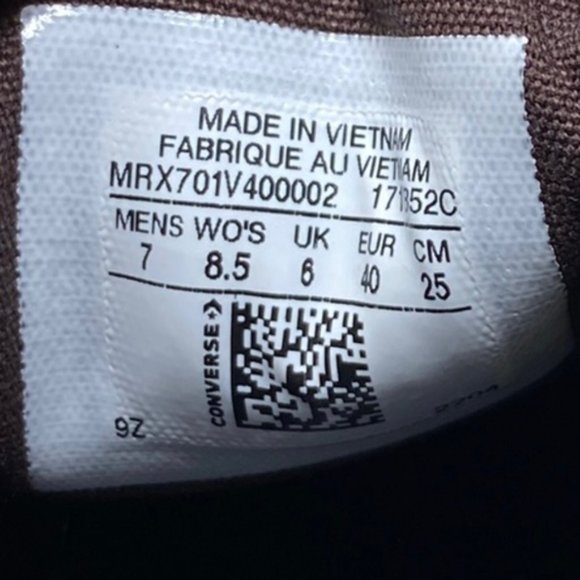 MADE IN VIETNAM
FABRIQUE AU VIETNAM
MRX701V400002
MENS WO'S UK EUR CM
7 8.5 6 40 25
CONVERSE
9Z